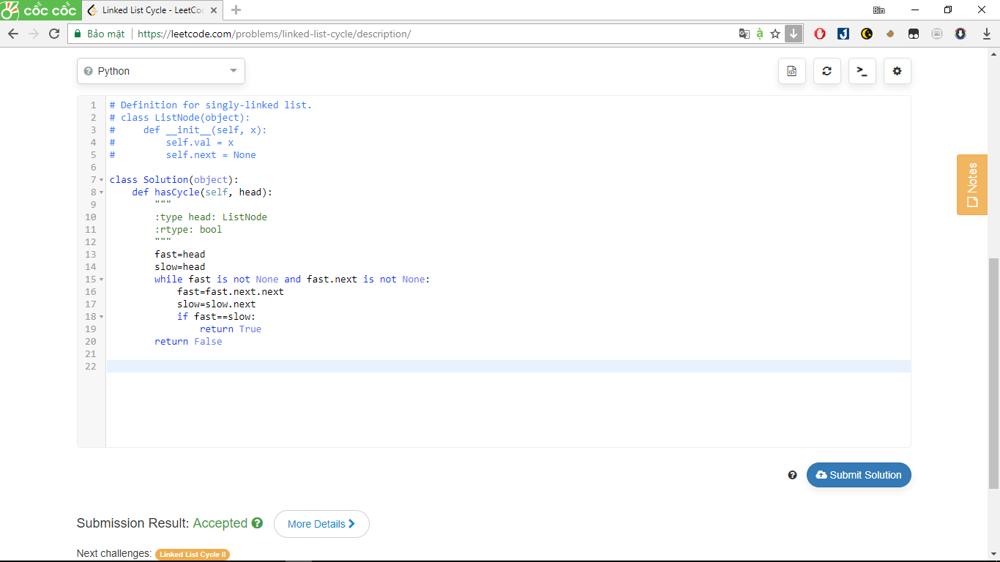 cốc cốc
Linked List Cycle - LeetCoc
Bin
Bảo mật
https://leetcode.com/problems/linked-list-cycle/description/
Python
1 # Definition for singly-linked list.
2 # class ListNode(object):
3 #     def __init__(self, x):
4 #         self.val = x
5 #         self.next = None
6
7 class Solution(object):
8     def hasCycle(self, head):
9         """
10         :type head: ListNode
11         :rtype: bool
12         """
13         fast=head
14         slow=head
15         while fast is not None and fast.next is not None:
16             fast=fast.next.next
17             slow=slow.next
18             if fast==slow:
19                 return True
20         return False
21
22
Notes
Submit Solution
Submission Result: Accepted
More Details
Next challenges: Linked List Cycle II